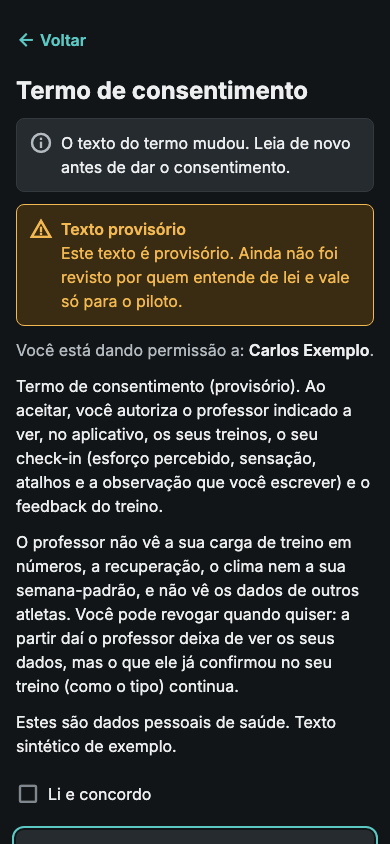 ← Voltar
Termo de consentimento
O texto do termo mudou. Leia de novo
antes de dar o consentimento.
Texto provisório
Este texto é provisório. Ainda não foi
revisto por quem entende de lei e vale
só para o piloto.
Você está dando permissão a: Carlos Exemplo.
Termo de consentimento (provisório). Ao
aceitar, você autoriza o professor indicado a
ver, no aplicativo, os seus treinos, o seu
check-in (esforço percebido, sensação,
atalhos e a observação que você escrever) e o
feedback do treino.
O professor não vê a sua carga de treino em
números, a recuperação, o clima nem a sua
semana-padrão, e não vê os dados de outros
atletas. Você pode revogar quando quiser: a
partir daí o professor deixa de ver os seus
dados, mas o que ele já confirmou no seu
treino (como o tipo) continua.
Estes são dados pessoais de saúde. Texto
sintético de exemplo.
Li e concordo